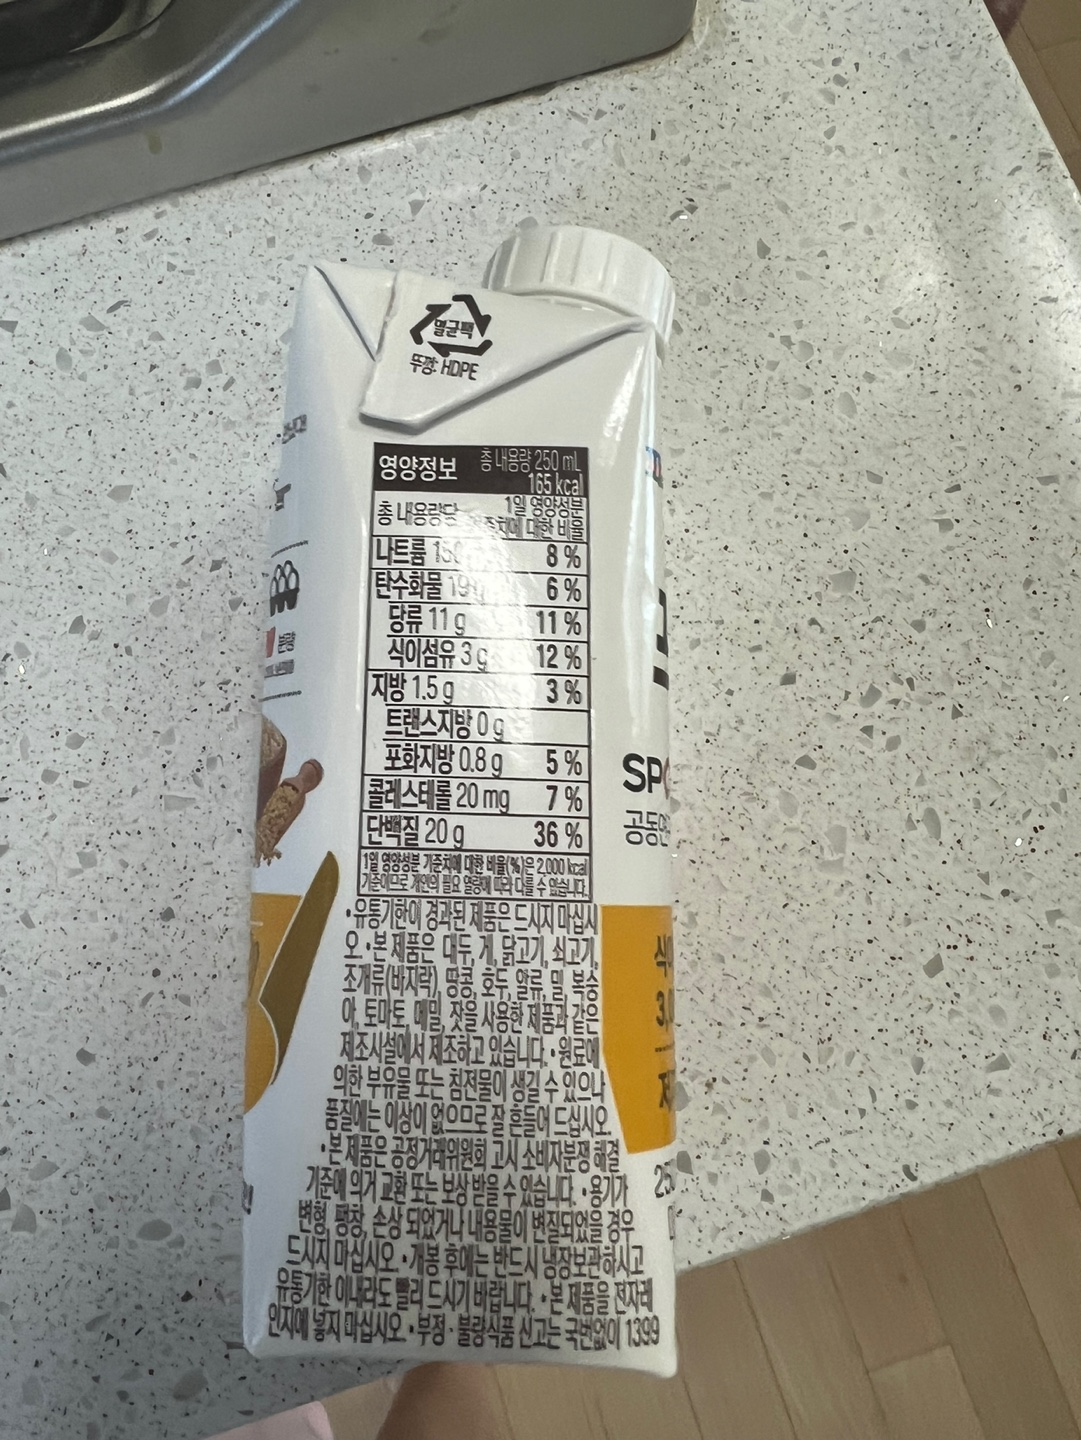 멸균팩
뚜껑: HDPE
영양정보
총 내용량 250 mL
165 kcal
총 내용량당
1일 영양성분
대한 비율
나트륨 8 %
탄수화물 19 6 %
당류 11 g 11 %
식이섬유 3 g 12 %
지방 1.5 g 3 %
트랜스지방 0 g
포화지방 0.8 g 5 %
콜레스테롤 20 mg 7 %
단백질 20 g 36 %
1일 영양성분 기준치에 대한 비율(%)은 2,000 kcal
기준이므로 개인의 필요 열량에 따라 다를 수 있습니다.
•유통기한이 경과된 제품은 드시지 마십시
오. •본 제품은 대두, 게, 닭고기, 쇠고기,
조개류(바지락), 땅콩, 호두, 알류, 밀, 복숭
아, 토마토, 메밀, 잣을 사용한 제품과 같은
제조시설에서 제조하고 있습니다. •원료에
의한 부유물 또는 침전물이 생길 수 있으나
품질에는 이상이 없으므로 잘 흔들어 드십시오.
•본 제품은 공정거래위원회 고시 소비자분쟁 해결
기준에 의거 교환 또는 보상 받을 수 있습니다. •용기가
변형, 팽창, 손상 되었거나 내용물이 변질되었을 경우
드시지 마십시오. •개봉 후에는 반드시 냉장보관하시고
유통기한 이내라도 빨리 드시기 바랍니다. •본 제품을 전자레
인지에 넣지 마십시오. •부정·불량식품 신고는 국번없이 1399
분량
SP
공동